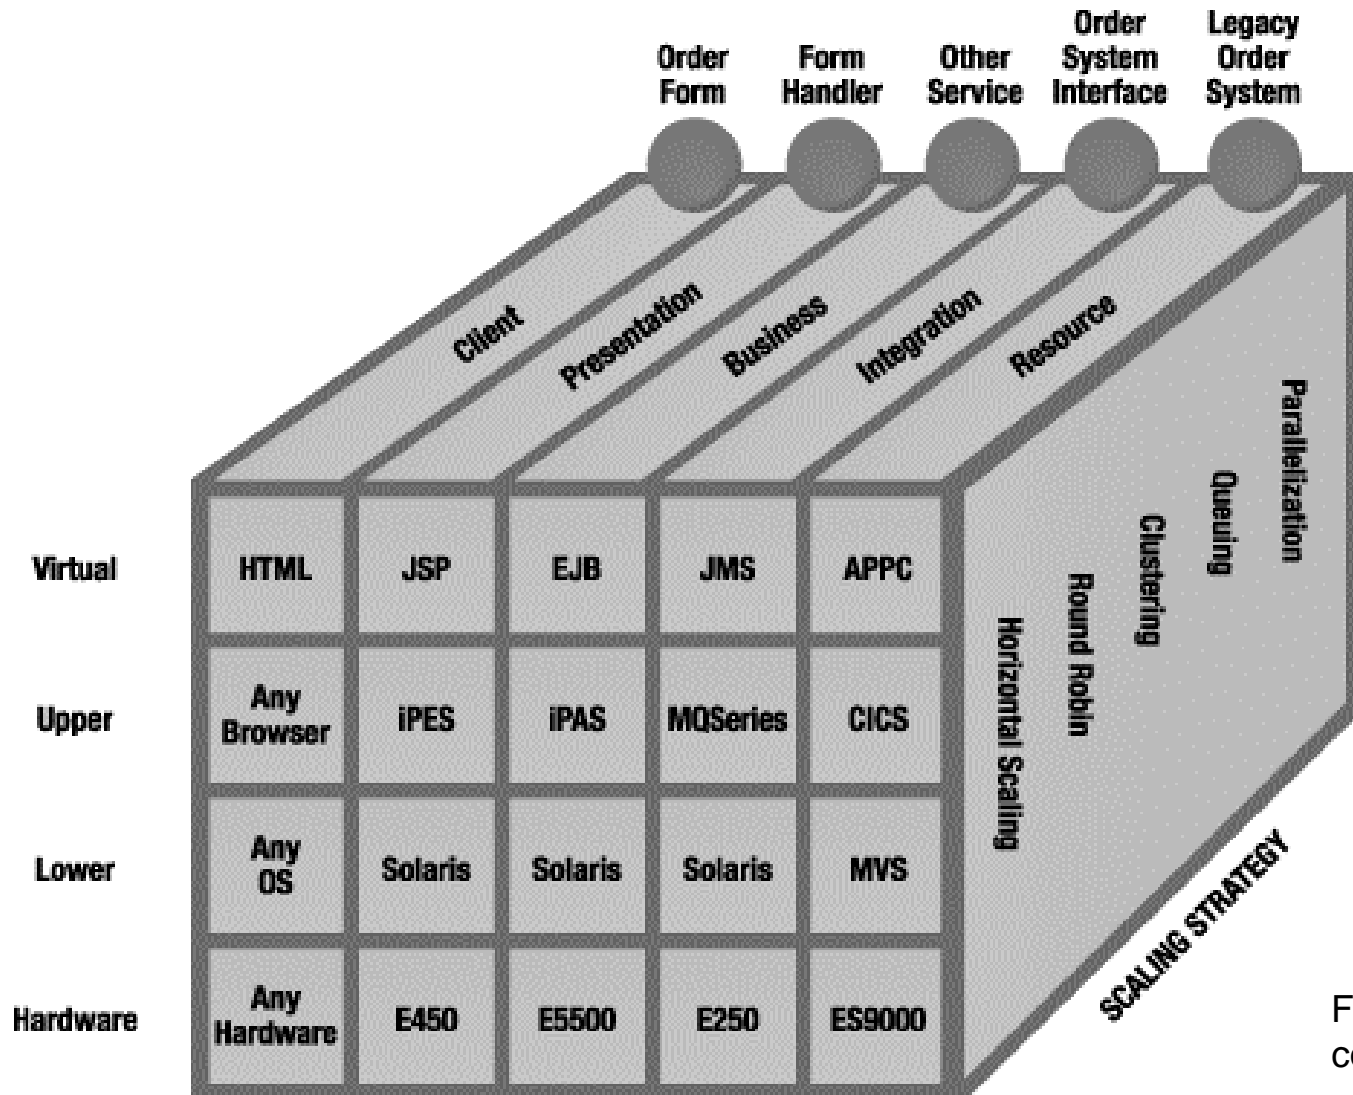 Order
Form
Form
Handler
Other
Service
Order
System
Interface
Legacy
Order
System
Client
Presentation
Business
Integration
Resource
Virtual
HTML
JSP
EJB
JMS
APPC
Upper
Any
Browser
iPES
iPAS
MQSeries
CICS
Lower
Any
OS
Solaris
Solaris
Solaris
MVS
Hardware
Any
Hardware
E450
E5500
E250
ES9000
Horizontal Scaling
Round Robin
Clustering
Queuing
Parallelization
SCALING STRATEGY